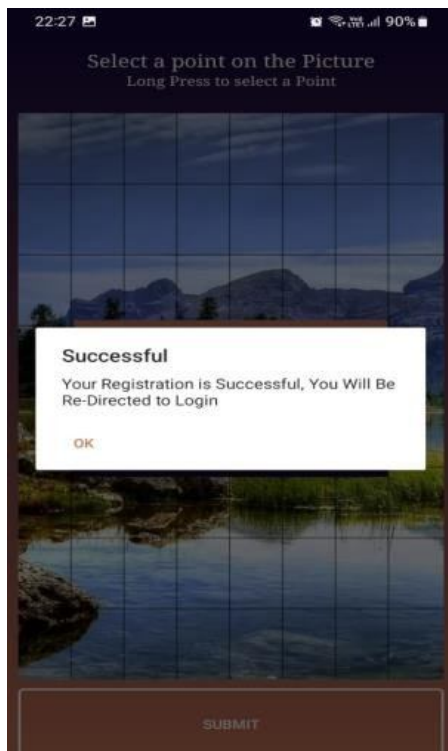 22:27 90%
Select a point on the Picture
Long Press to select a Point
Successful
Your Registration is Successful, You Will Be
Re-Directed to Login
OK
SUBMIT